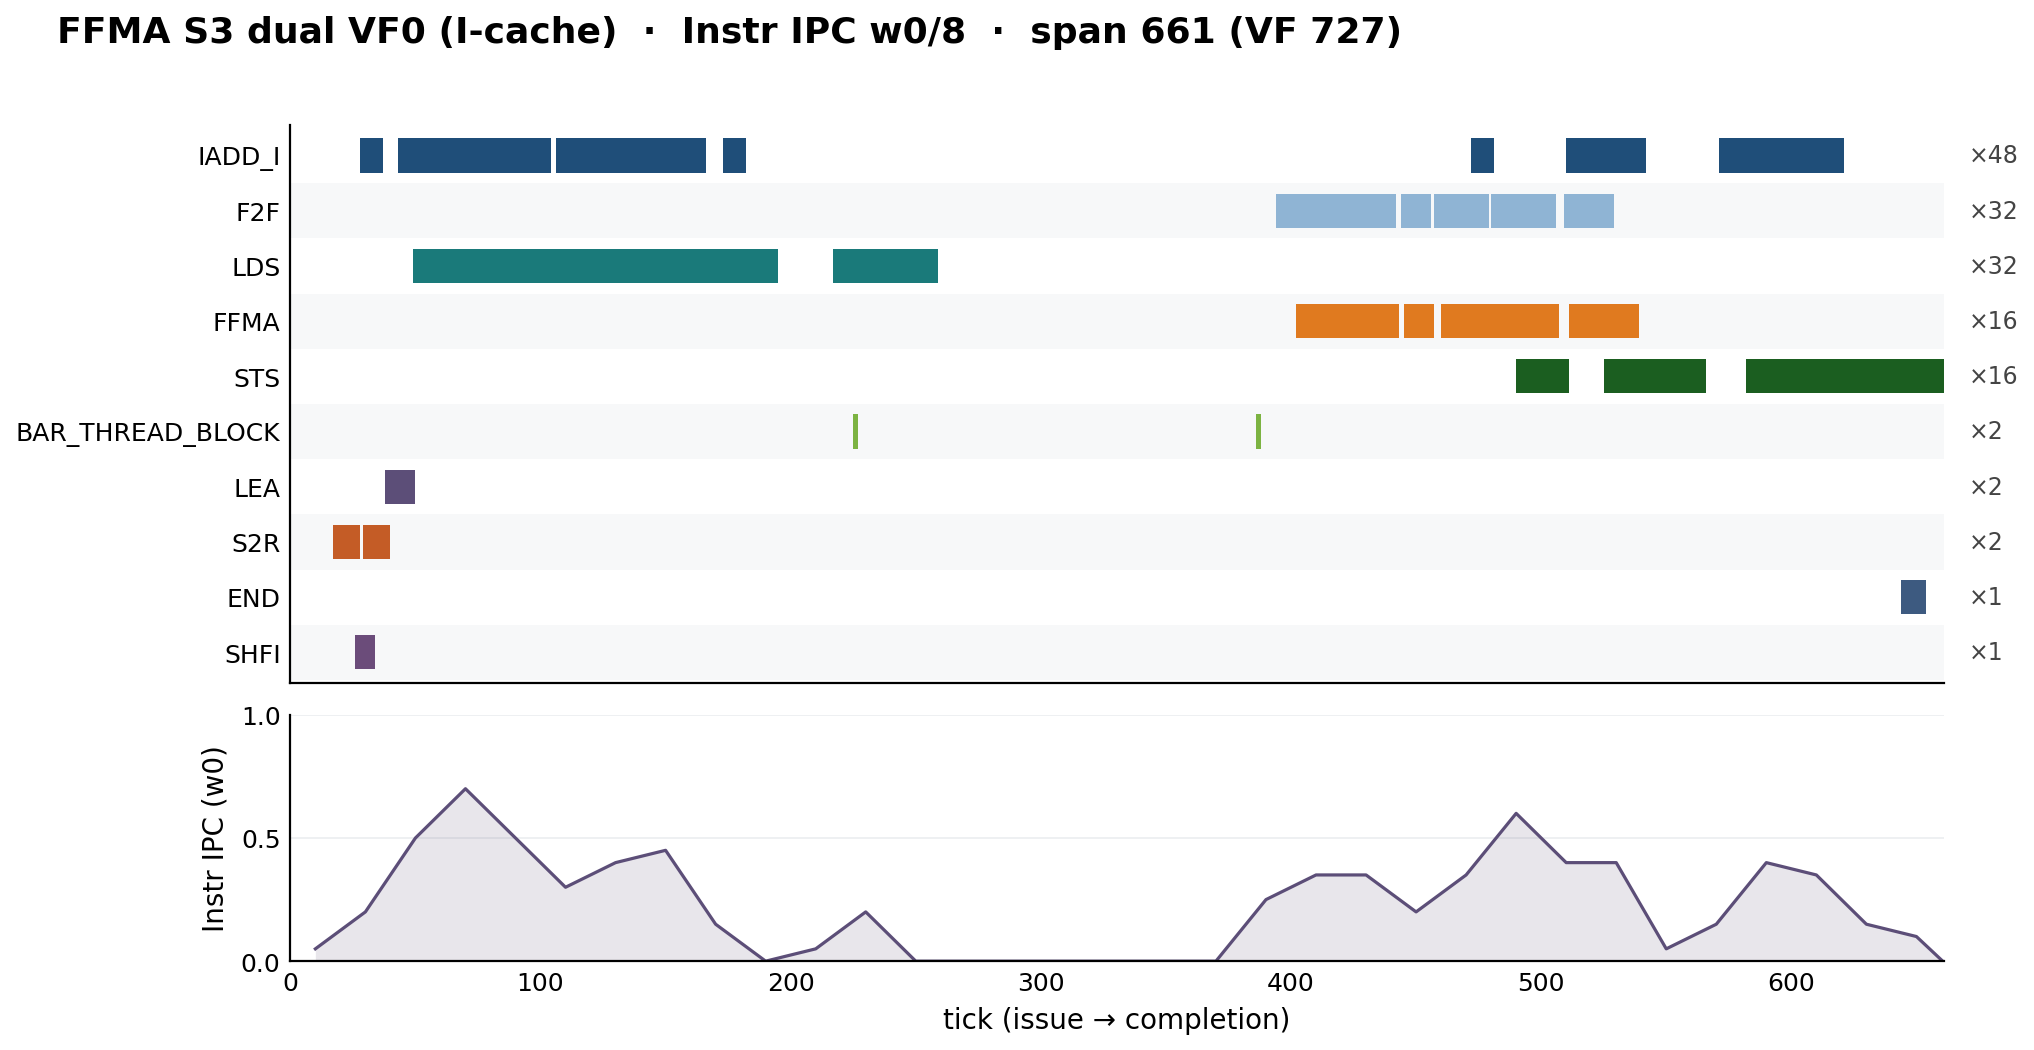 FFMA S3 dual VF0 (I-cache) · Instr IPC w0/8 · span 661 (VF 727)
IADD_I ×48
F2F ×32
LDS ×32
FFMA ×16
STS ×16
BAR_THREAD_BLOCK ×2
LEA ×2
S2R ×2
END ×1
SHFI ×1
1.0
0.5
0.0
Instr IPC (w0)
0 100 200 300 400 500 600
tick (issue → completion)